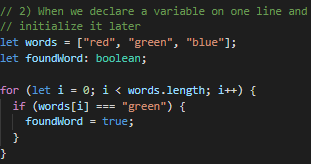 // 2) When we declare a variable on one line and
// initialize it later
let words = ["red", "green", "blue"];
let foundWord: boolean;

for (let i = 0; i < words.length; i++) {
  if (words[i] === "green") {
    foundWord = true;
  }
}